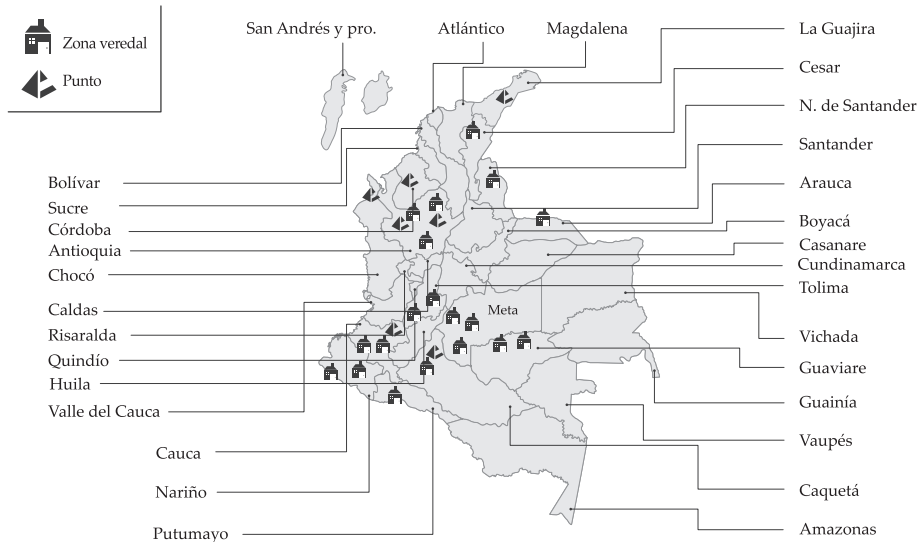 Zona veredal
Punto
San Andrés y pro.
Atlántico
Magdalena
La Guajira
Cesar
N. de Santander
Santander
Arauca
Boyacá
Casanare
Cundinamarca
Tolima
Vichada
Guaviare
Guainía
Vaupés
Caquetá
Amazonas
Bolívar
Sucre
Córdoba
Antioquia
Chocó
Caldas
Risaralda
Quindío
Huila
Valle del Cauca
Cauca
Nariño
Putumayo
Meta